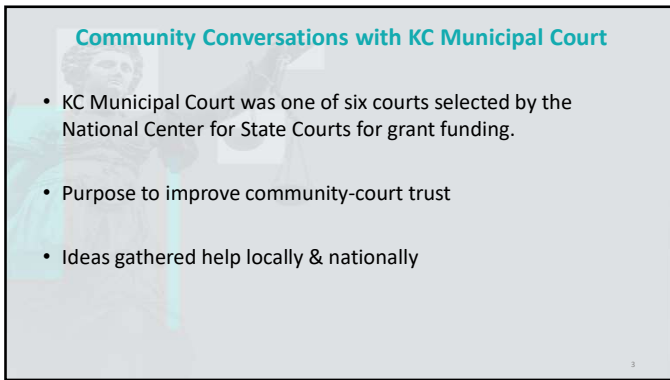 Community Conversations with KC Municipal Court
• KC Municipal Court was one of six courts selected by the
National Center for State Courts for grant funding.
• Purpose to improve community-court trust
• Ideas gathered help locally & nationally
3